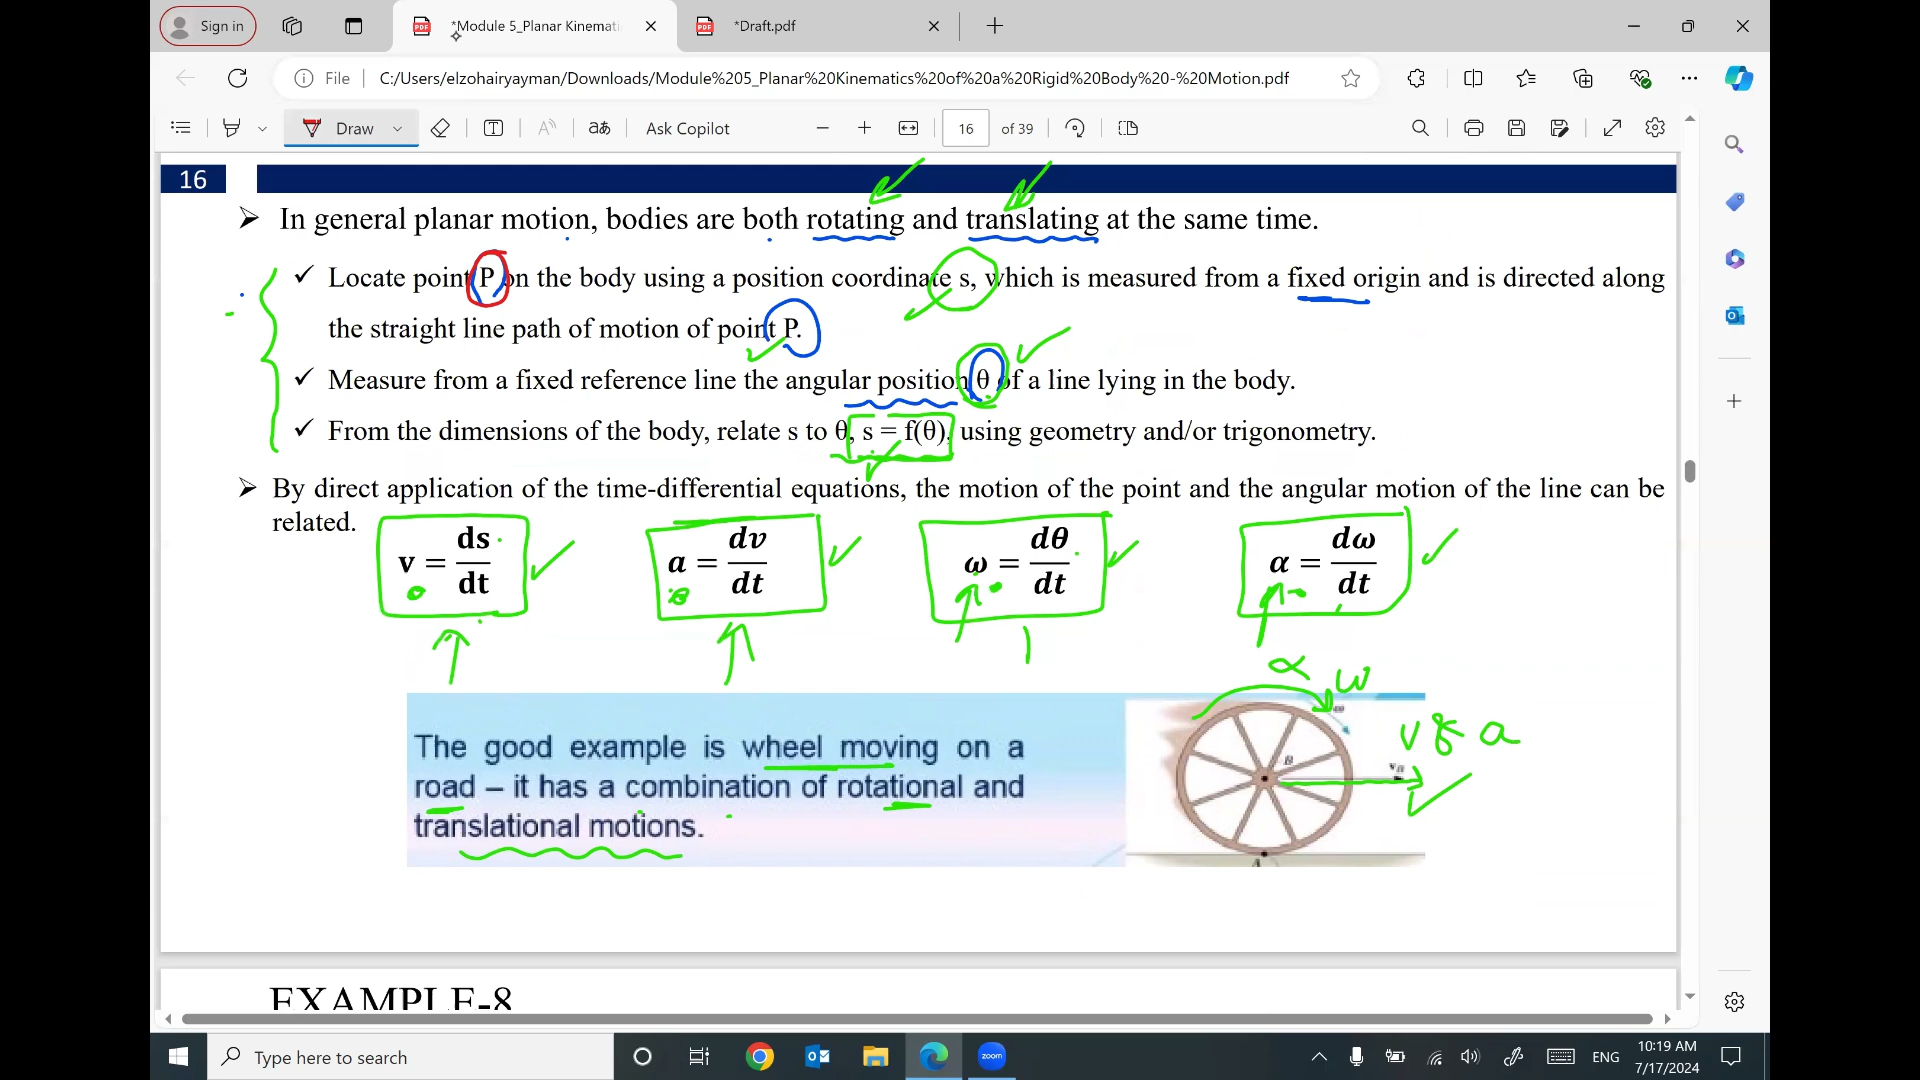 Sign in
*Module 5_Planar Kinemati
*Draft.pdf
File
C:/Users/elzohairyayman/Downloads/Module%205_Planar%20Kinematics%20of%20a%20Rigid%20Body%20-%20Motion.pdf
Draw
aあ
Ask Copilot
16
of 39
16
In general planar motion, bodies are both rotating and translating at the same time.
Locate point P on the body using a position coordinate s, which is measured from a fixed origin and is directed along
the straight line path of motion of point P.
Measure from a fixed reference line the angular position θ of a line lying in the body.
From the dimensions of the body, relate s to θ, s = f(θ), using geometry and/or trigonometry.
By direct application of the time-differential equations, the motion of the point and the angular motion of the line can be
related.
v = ds/dt
a = dv/dt
ω = dθ/dt
α = dω/dt
α ω
v & a
The good example is wheel moving on a
road – it has a combination of rotational and
translational motions.
ω
B
vB
A
EXAMPLE-8
Type here to search
zoom
ENG
10:19 AM
7/17/2024